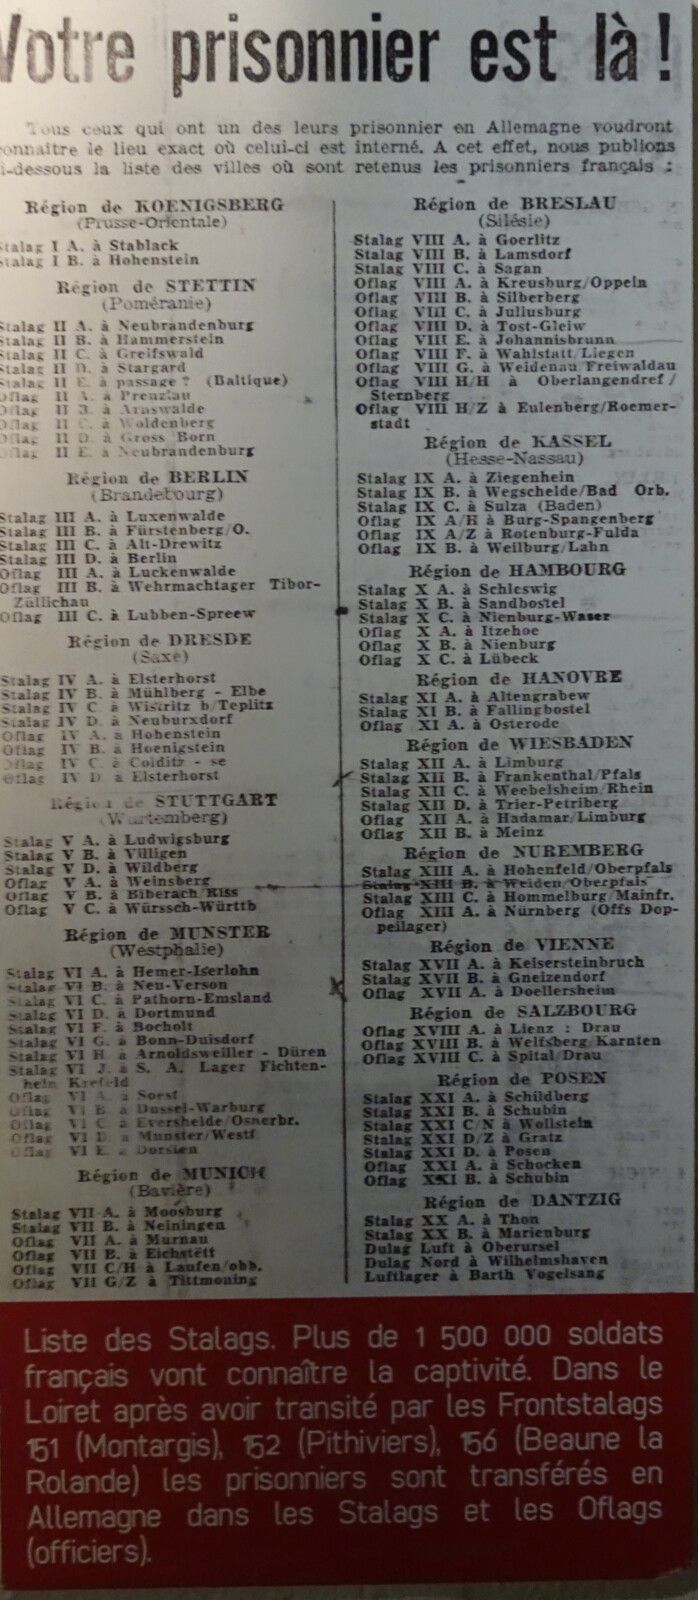 Votre prisonnier est là !
Tous ceux qui ont un des leurs prisonnier en Allemagne voudront
connaître le lieu exact où celui-ci est interné. A cet effet, nous publions
i-dessous la liste des villes où sont retenus les prisonniers français :
Région de KOENIGSBERG
(Prusse-Orientale)
Stalag I A. à Stablack
Stalag I B. à Hohenstein
Région de STETTIN
(Poméranie)
Stalag II A. à Neubrandenburg
Stalag II B. à Hammerstein
Stalag II C. à Greifswald
Stalag II D. à Stargard
Stalag II E. à passage ? (Baltique)
Oflag II A. à Prenzlau
Oflag II B. à Arnswalde
Oflag II C. à Woldenberg
Oflag II D. à Gross Born
Oflag II E. à Neubrandenburg
Région de BERLIN
(Brandebourg)
Stalag III A. à Luxenwalde
Stalag III B. à Fürstenberg/O.
Stalag III C. à Alt-Drewitz
Stalag III D. à Berlin
Oflag III A. à Luckenwalde
Oflag III B. à Wehrmachtager Tibor-
Züllichau
Oflag III C. à Lubben-Spreew
Région de DRESDE
(Saxe)
Stalag IV A. à Elsterhorst
Stalag IV B. à Mühlberg - Elbe
Stalag IV C. à Wistritz b/Teplitz
Stalag IV D. à Neuburxdorf
Oflag IV A. à Hohenstein
Oflag IV B. à Hoenigstein
Oflag IV C. à Colditz - se
Oflag IV D à Elsterhorst
Région de STUTTGART
(Wurtemberg)
Stalag V A. à Ludwigsburg
Stalag V B. à Villigen
Stalag V D. à Wildberg
Oflag V A. à Weinsberg
Oflag V B. à Biberach/Riss
Oflag V C. à Würssch-Württb
Région de MUNSTER
(Westphalie)
Stalag VI A. à Hemer-Iserlohn
Stalag VI B. à Neu-Verson
Stalag VI C. à Pathorn-Emsland
Stalag VI D. à Dortmund
Stalag VI F. à Bocholt
Stalag VI G. à Bonn-Duisdorf
Stalag VI H à Arnoldsweiller - Düren
Stalag VI J. à S. A. Lager Fichten-
hein Krefeld
Oflag VI A. à Soest
Oflag VI B. à Dussel-Warburg
Oflag VI C à Evershelde/Osnerbr.
Oflag VI D. à Munster/Westf
Oflag VI E. à Dorsten
Région de MUNICH
(Bavière)
Stalag VII A. à Moosburg
Stalag VII B. à Neiningen
Oflag VII A. à Murnau
Oflag VII B. à Eichstëtt
Oflag VII C/H à Laufen/obb.
Oflag VII G/Z à Tittmoning
Région de BRESLAU
(Silésie)
Stalag VIII A. à Goerlitz
Stalag VIII B. à Lamsdorf
Stalag VIII C. à Sagan
Oflag VIII A. à Kreusburg/Oppeln
Oflag VIII B. à Silberberg
Oflag VIII C. à Juliusburg
Oflag VIII D. à Tost-Gleiw
Oflag VIII E. à Johannisbrunn
Oflag VIII F. à Wahlstatt/Liegen
Oflag VIII G. à Weidenau/Freiwaldau
Oflag VIII H/H à Oberlangendref/
Sternberg
Oflag VIII H/Z à Eulenberg/Roemer-
stadt
Région de KASSEL
(Hesse-Nassau)
Stalag IX A. à Ziegenhein
Stalag IX B. à Wegschelde/Bad Orb.
Stalag IX C. à Sulza (Baden)
Oflag IX A/H à Burg-Spangenberg
Oflag IX A/Z à Rotenburg-Fulda
Oflag IX B. à Weilburg/Lahn
Région de HAMBOURG
Stalag X A. à Schleswig
Stalag X B. à Sandbostel
Stalag X C. à Nienburg-Waser
Oflag X A. à Itzehoe
Oflag X B. à Nienburg
Oflag X C. à Lübeck
Région de HANOVRE
Stalag XI A. à Altengrabew
Stalag XI B. à Fallingbostel
Oflag XI A. à Osterode
Région de WIESBADEN
Stalag XII A. à Limburg
Stalag XII B. à Frankenthal/Pfals
Stalag XII C. à Weebelsheim/Rhein
Stalag XII D. à Trier-Petriberg
Oflag XII A. à Hadamar/Limburg
Oflag XII B. à Meinz
Région de NUREMBERG
Stalag XIII A. à Hohenfeld/Oberpfals
Stalag XIII B. à Weiden/Oberpfals
Stalag XIII C. à Hommelburg/Mainfr.
Oflag XIII A. à Nürnberg (Offs Dop-
peilager)
Région de VIENNE
Stalag XVII A. à Keisersteinbruch
Stalag XVII B. à Gneizendorf
Oflag XVII A. à Doellersheim
Région de SALZBOURG
Oflag XVIII A. à Lienz : Drau
Oflag XVIII B. à Welfsberg/Karnten
Oflag XVIII C. à Spital/Drau
Région de POSEN
Stalag XXI A. à Schildberg
Stalag XXI B. à Schubin
Stalag XXI C/N à Wollstein
Stalag XXI D/Z à Gratz
Stalag XXI D. à Posen
Oflag XXI A. à Schocken
Oflag XXI B. à Schubin
Région de DANTZIG
Stalag XX A. à Thon
Stalag XX B. à Marienburg
Dulag Luft à Oberursel
Dulag Nord à Wilhelmshaven
Luftlager à Barth Vogelsang
Liste des Stalags. Plus de 1 500 000 soldats
français vont connaître la captivité. Dans le
Loiret après avoir transité par les Frontstalags
151 (Montargis), 152 (Pithiviers), 156 (Beaune la
Rolande) les prisonniers sont transférés en
Allemagne dans les Stalags et les Oflags
(officiers).